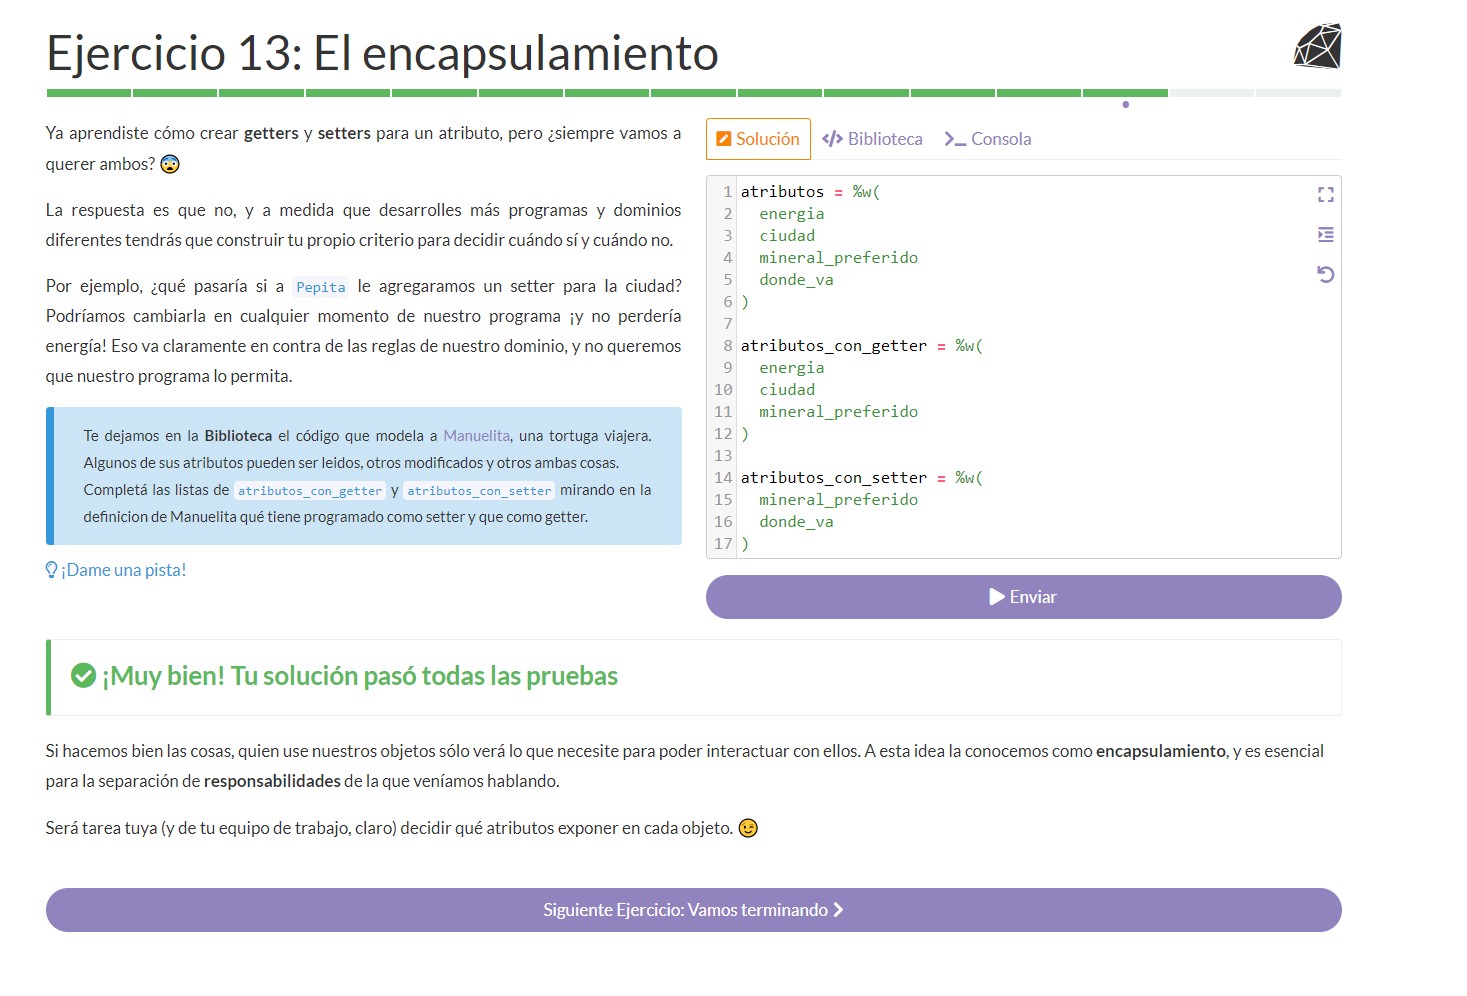 Ejercicio 13: El encapsulamiento
Ya aprendiste cómo crear getters y setters para un atributo, pero ¿siempre vamos a
querer ambos? 😨
La respuesta es que no, y a medida que desarrolles más programas y dominios
diferentes tendrás que construir tu propio criterio para decidir cuándo sí y cuándo no.
Por ejemplo, ¿qué pasaría si a Pepita le agregaramos un setter para la ciudad?
Podríamos cambiarla en cualquier momento de nuestro programa ¡y no perdería
energía! Eso va claramente en contra de las reglas de nuestro dominio, y no queremos
que nuestro programa lo permita.
Te dejamos en la Biblioteca el código que modela a Manuelita, una tortuga viajera.
Algunos de sus atributos pueden ser leidos, otros modificados y otros ambas cosas.
Completá las listas de atributos_con_getter y atributos_con_setter mirando en la
definicion de Manuelita qué tiene programado como setter y que como getter.
¡Dame una pista!
Solución </> Biblioteca >_ Consola
1 atributos = %w(
2   energia
3   ciudad
4   mineral_preferido
5   donde_va
6 )
7
8 atributos_con_getter = %w(
9   energia
10   ciudad
11   mineral_preferido
12 )
13
14 atributos_con_setter = %w(
15   mineral_preferido
16   donde_va
17 )
Enviar
¡Muy bien! Tu solución pasó todas las pruebas
Si hacemos bien las cosas, quien use nuestros objetos sólo verá lo que necesite para poder interactuar con ellos. A esta idea la conocemos como encapsulamiento, y es esencial
para la separación de responsabilidades de la que veníamos hablando.
Será tarea tuya (y de tu equipo de trabajo, claro) decidir qué atributos exponer en cada objeto. 😉
Siguiente Ejercicio: Vamos terminando